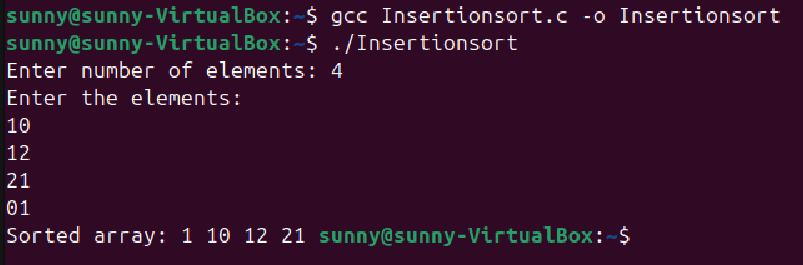 sunny@sunny-VirtualBox:~$ gcc Insertionsort.c -o Insertionsort
sunny@sunny-VirtualBox:~$ ./Insertionsort
Enter number of elements: 4
Enter the elements:
10
12
21
01
Sorted array: 1 10 12 21 sunny@sunny-VirtualBox:~$